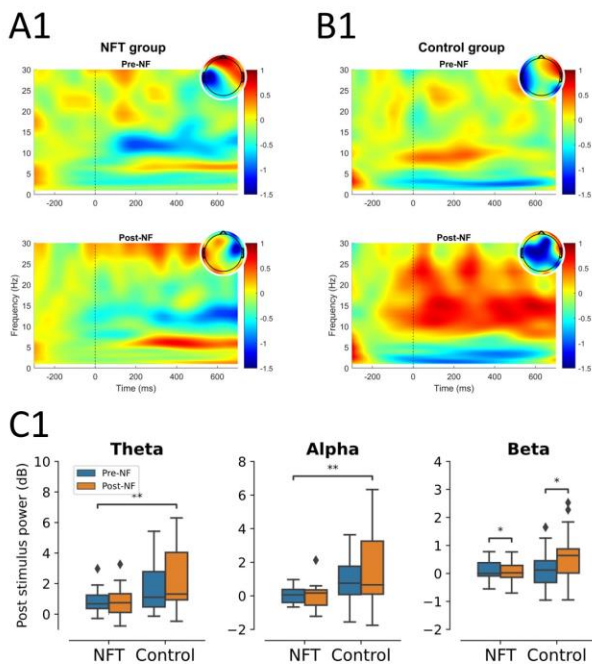 A1
B1
NFT group
Control group
Pre-NF
Pre-NF
30
25
20
15
10
5
0
-200 0 200 400 600
1
0.5
0
-0.5
-1
-1.5
30
25
20
15
10
5
0
-200 0 200 400 600
1
0.5
0
-0.5
-1
-1.5
Post-NF
Post-NF
Frequency (Hz)
30
25
20
15
10
5
0
-200 0 200 400 600
Time (ms)
1
0.5
0
-0.5
-1
-1.5
Frequency (Hz)
30
25
20
15
10
5
0
-200 0 200 400 600
Time (ms)
1
0.5
0
-0.5
-1
-1.5
C1
Theta
Alpha
Beta
Post stimulus power (dB)
10
8
6
4
2
0
Pre-NF
Post-NF
**
NFT Control
8
6
4
2
0
−2
**
NFT Control
4
3
2
1
0
−1
−2
*
*
NFT Control